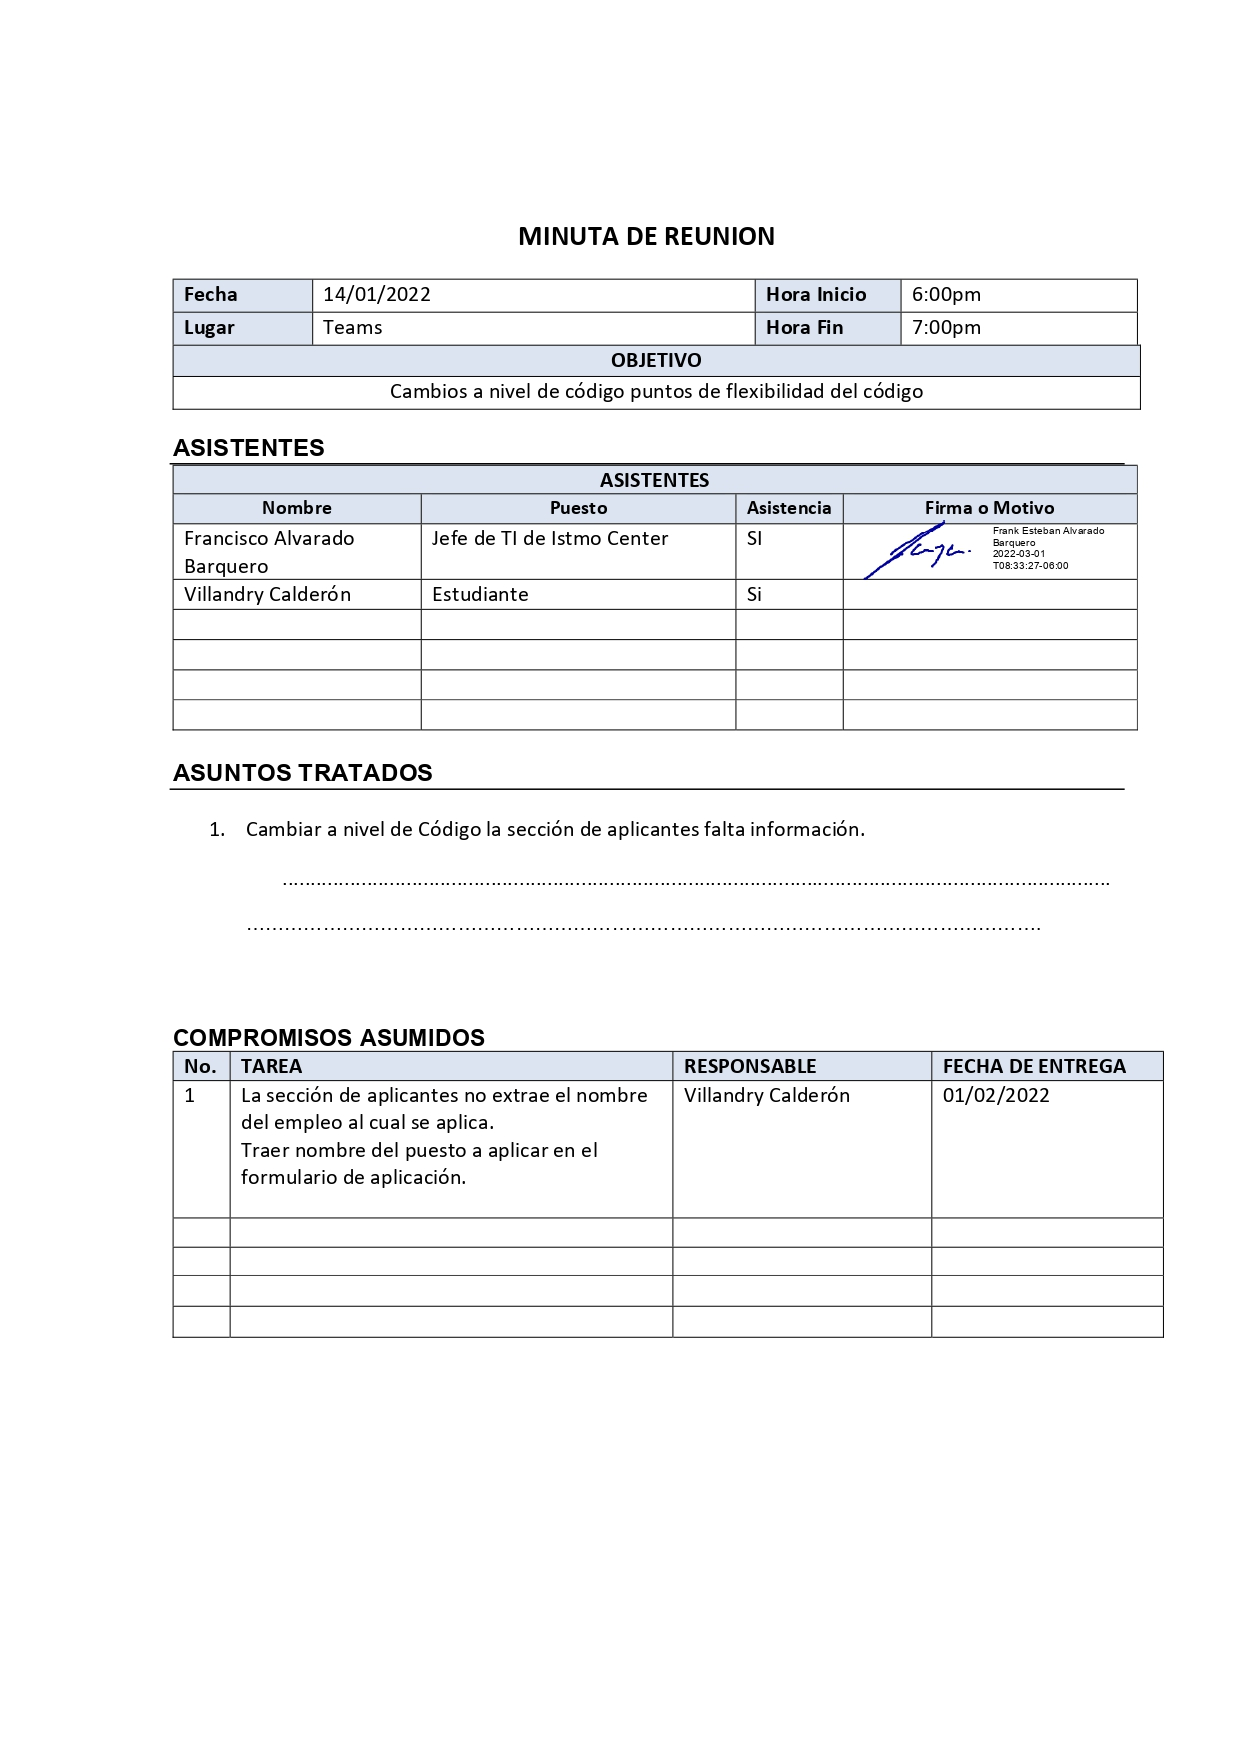 MINUTA DE REUNION
Fecha 14/01/2022 Hora Inicio 6:00pm
Lugar Teams Hora Fin 7:00pm
OBJETIVO
Cambios a nivel de código puntos de flexibilidad del código
ASISTENTES
ASISTENTES
Nombre Puesto Asistencia Firma o Motivo
Francisco Alvarado Jefe de TI de Istmo Center SI
Barquero
Frank Esteban Alvarado
Barquero
2022-03-01
T08:33:27-06:00
Villandry Calderón Estudiante Si
ASUNTOS TRATADOS
1. Cambiar a nivel de Código la sección de aplicantes falta información.
COMPROMISOS ASUMIDOS
No. TAREA RESPONSABLE FECHA DE ENTREGA
1 La sección de aplicantes no extrae el nombre Villandry Calderón 01/02/2022
del empleo al cual se aplica.
Traer nombre del puesto a aplicar en el
formulario de aplicación.